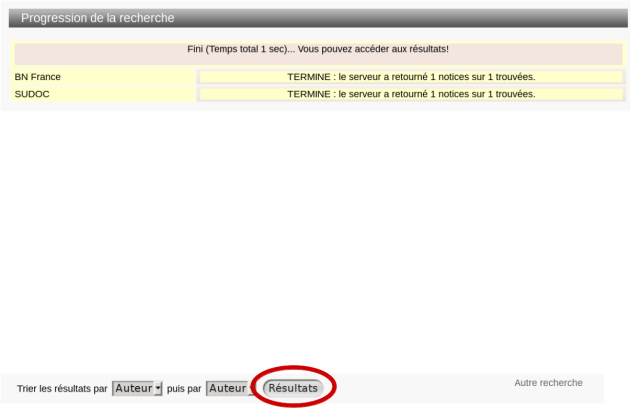 Progression de la recherche
Fini (Temps total 1 sec)... Vous pouvez accéder aux résultats!
BN France TERMINE : le serveur a retourné 1 notices sur 1 trouvées.
SUDOC TERMINE : le serveur a retourné 1 notices sur 1 trouvées.
Trier les résultats par Auteur puis par Auteur Résultats Autre recherche